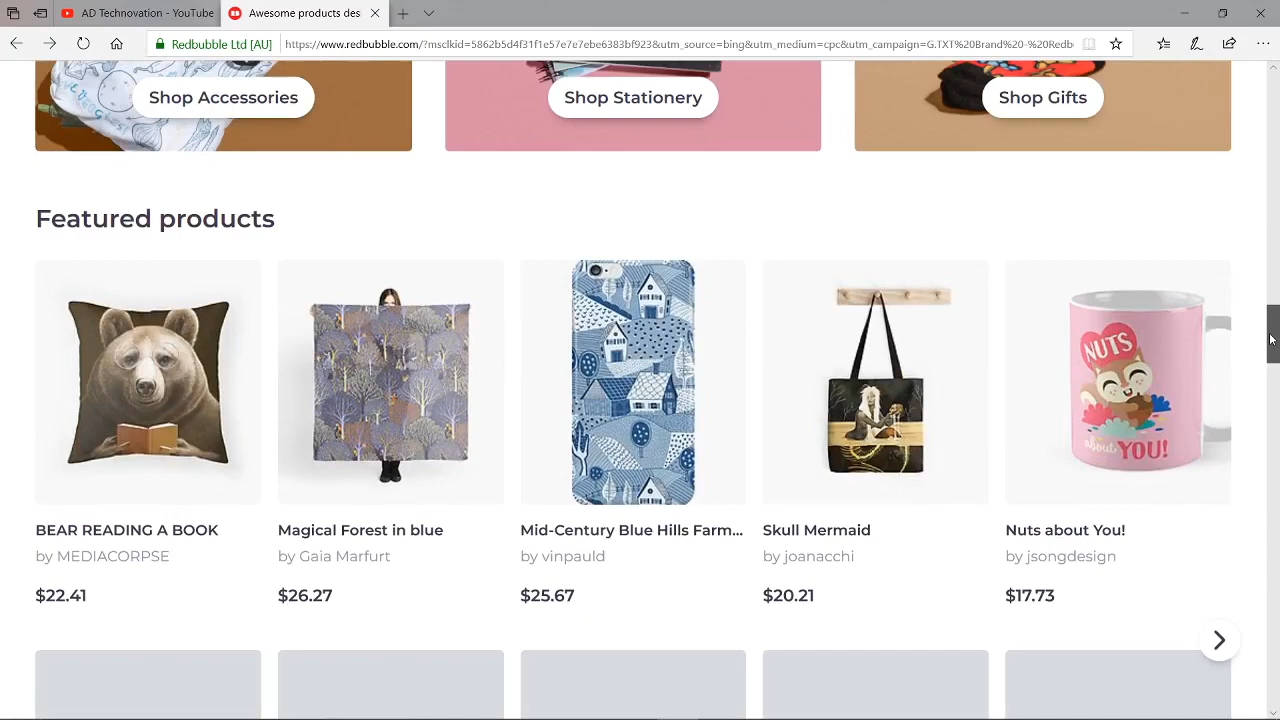 AD Technovation - YouTube
Awesome products des
Redbubble Ltd [AU]
https://www.redbubble.com/?msclkid=5862b5d4f31f1e57e7e7ebe6383bf923&utm_source=bing&utm_medium=cpc&utm_campaign=G.TXT%20Brand%20-%20Redb
Shop Accessories
Shop Stationery
Shop Gifts
Featured products
NUTS
about YOU!
BEAR READING A BOOK
Magical Forest in blue
Mid-Century Blue Hills Farm...
Skull Mermaid
Nuts about You!
by MEDIACORPSE
by Gaia Marfurt
by vinpauld
by joanacchi
by jsongdesign
$22.41
$26.27
$25.67
$20.21
$17.73